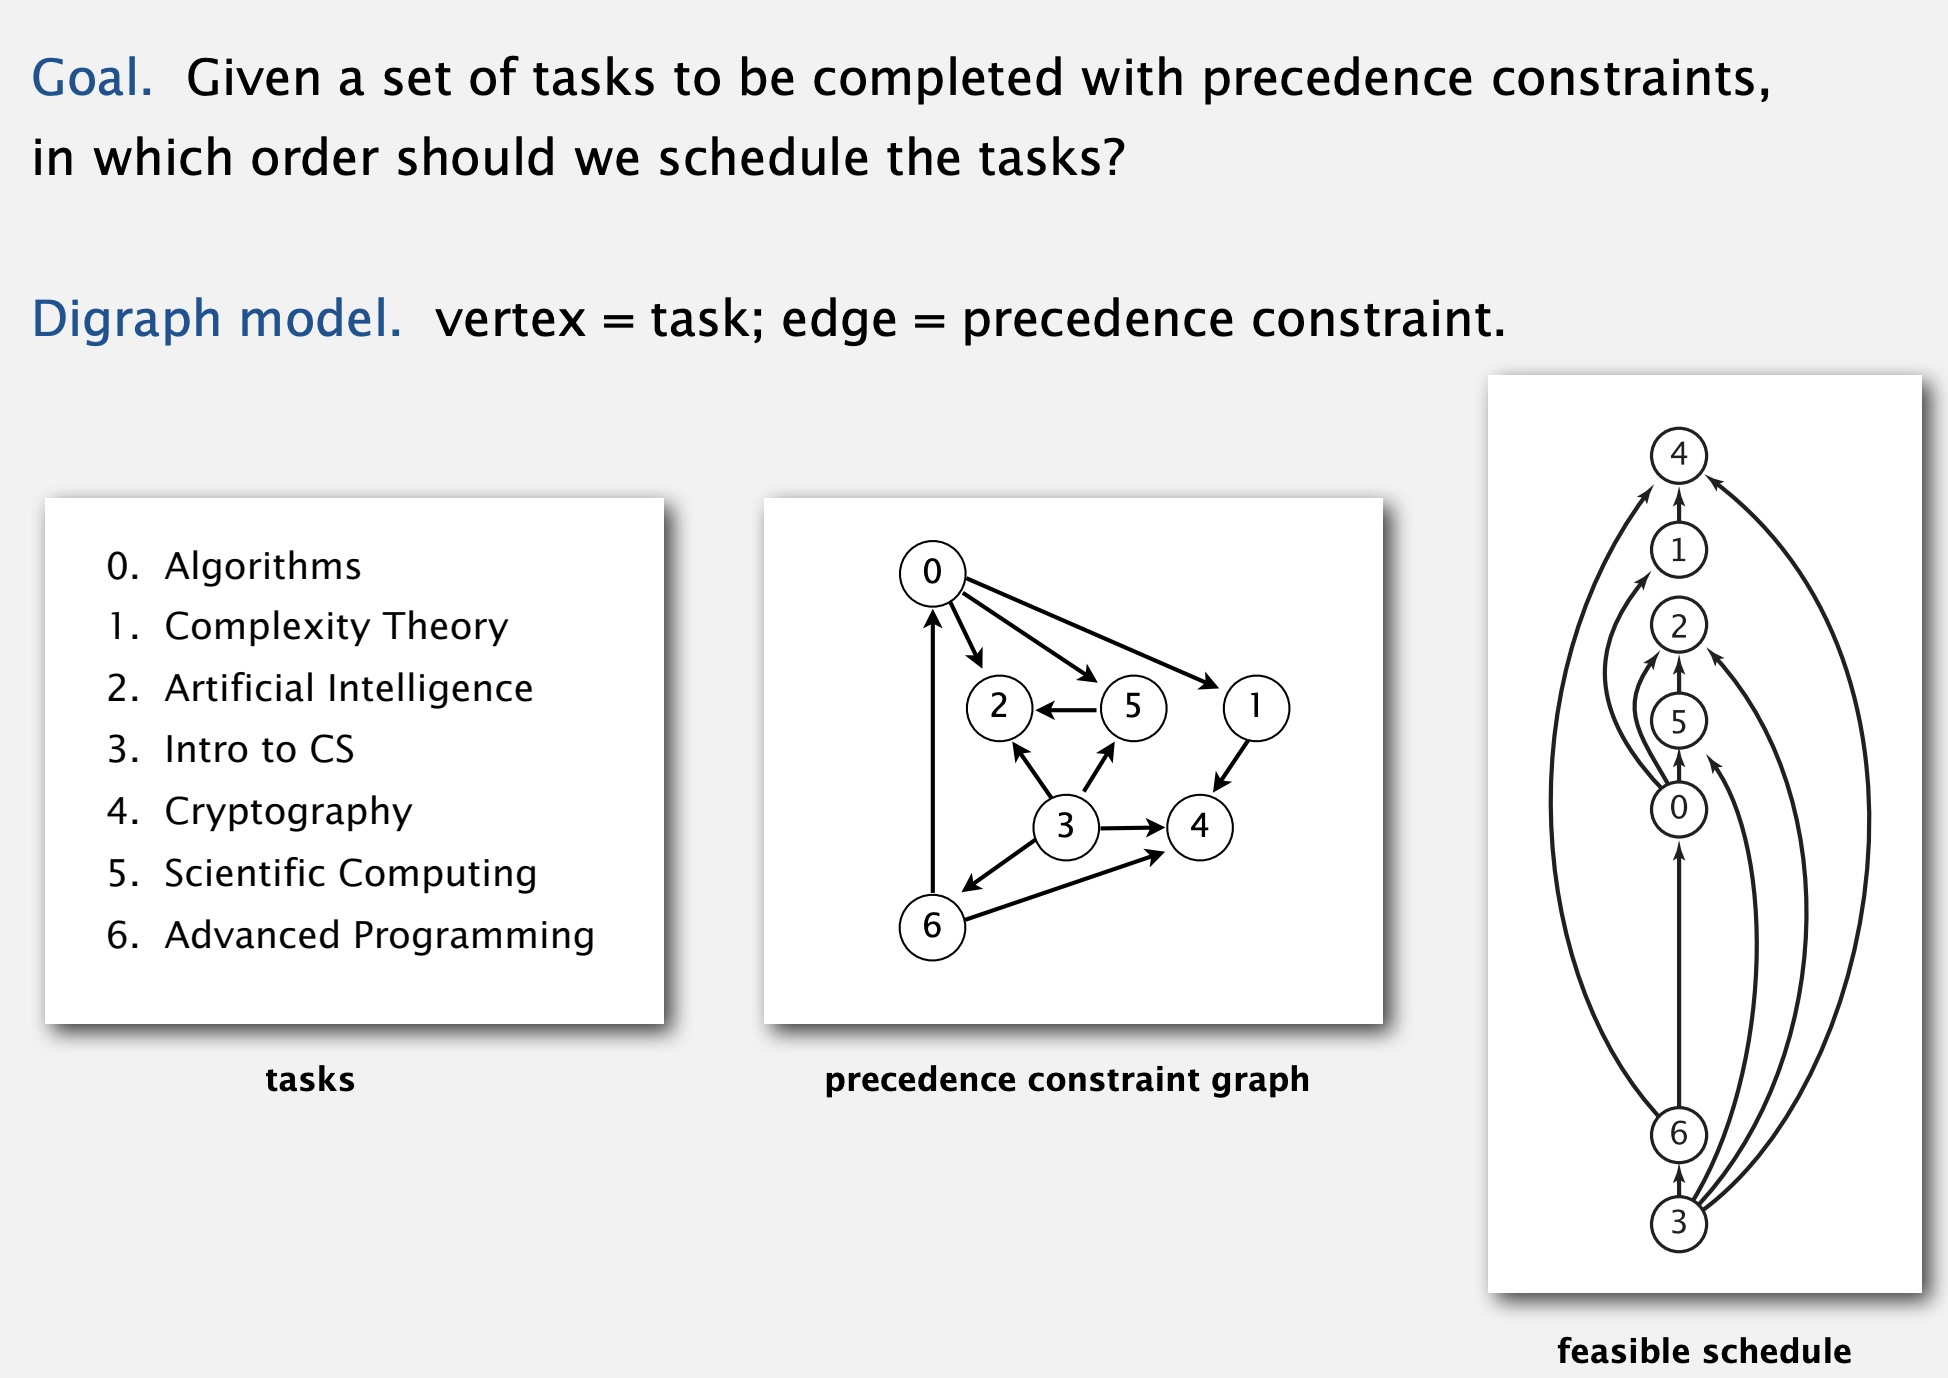 Goal. Given a set of tasks to be completed with precedence constraints,
in which order should we schedule the tasks?
Digraph model. vertex = task; edge = precedence constraint.
0. Algorithms
1. Complexity Theory
2. Artificial Intelligence
3. Intro to CS
4. Cryptography
5. Scientific Computing
6. Advanced Programming
tasks
0
2
5
1
3
4
6
precedence constraint graph
4
1
2
5
0
6
3
feasible schedule